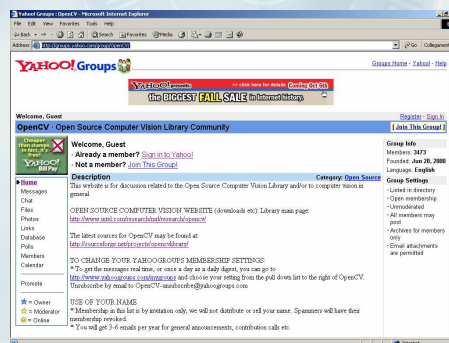 Yahoo! Groups : OpenCV - Microsoft Internet Explorer
File Edit View Favorites Tools Help
Back
Search Favorites Media
Address http://groups.yahoo.com/group/OpenCV/
Go Collegamenti
YAHOO! Groups
Groups Home - Yahoo! - Help
YAHOO! presents
>> click here for details Coming Oct 6th
the BIGGEST FALL SALE in internet history.
Welcome, Guest
Register - Sign In
OpenCV · Open Source Computer Vision Library Community
[ Join This Group! ]
Cheaper than stamps. in fact, it's free!
YAHOO! Bill Pay
Home
Messages
Chat
Files
Photos
Links
Database
Polls
Members
Calendar
Promote
= Owner
= Moderator
= Online
Welcome, Guest
· Already a member? Sign in to Yahoo!
· Not a member? Join This Group!
Description
Category: Open Source
This website is for discussion related to the Open Source Computer Vision Library and/or to computer vision in
general.
OPEN SOURCE COMPUTER VISION WEBSITE (downloads etc): Library main page:
http://www.intel.com/research/mrl/research/opencv/
The latest sources for OpenCV may be found at:
http://sourceforge.net/projects/opencvlibrary/
TO CHANGE YOUR YAHOOGROUPS MEMBERSHIP SETTINGS:
* To get the messages real time, or once a day as a daily digest, you can go to
http://www.yahoogroups.com/mygroups and choose your setting from the pull down list to the right of OpenCV.
Unsubscribe by email to OpenCV-unsubscribe@yahoogroups.com
USE OF YOUR NAME
* Membership in this list is by invitation only, we will not distribute or sell your name. Spammers will have their
membership revoked.
* You will get 3-6 emails per year for general announcements, contribution calls etc.
Group Info
Members: 3473
Founded: Jun 20, 2000
Language: English
Group Settings
· Listed in directory
· Open membership
· Unmoderated
· All members may
post
· Archives for members
only
· Email attachments
are permitted
Internet